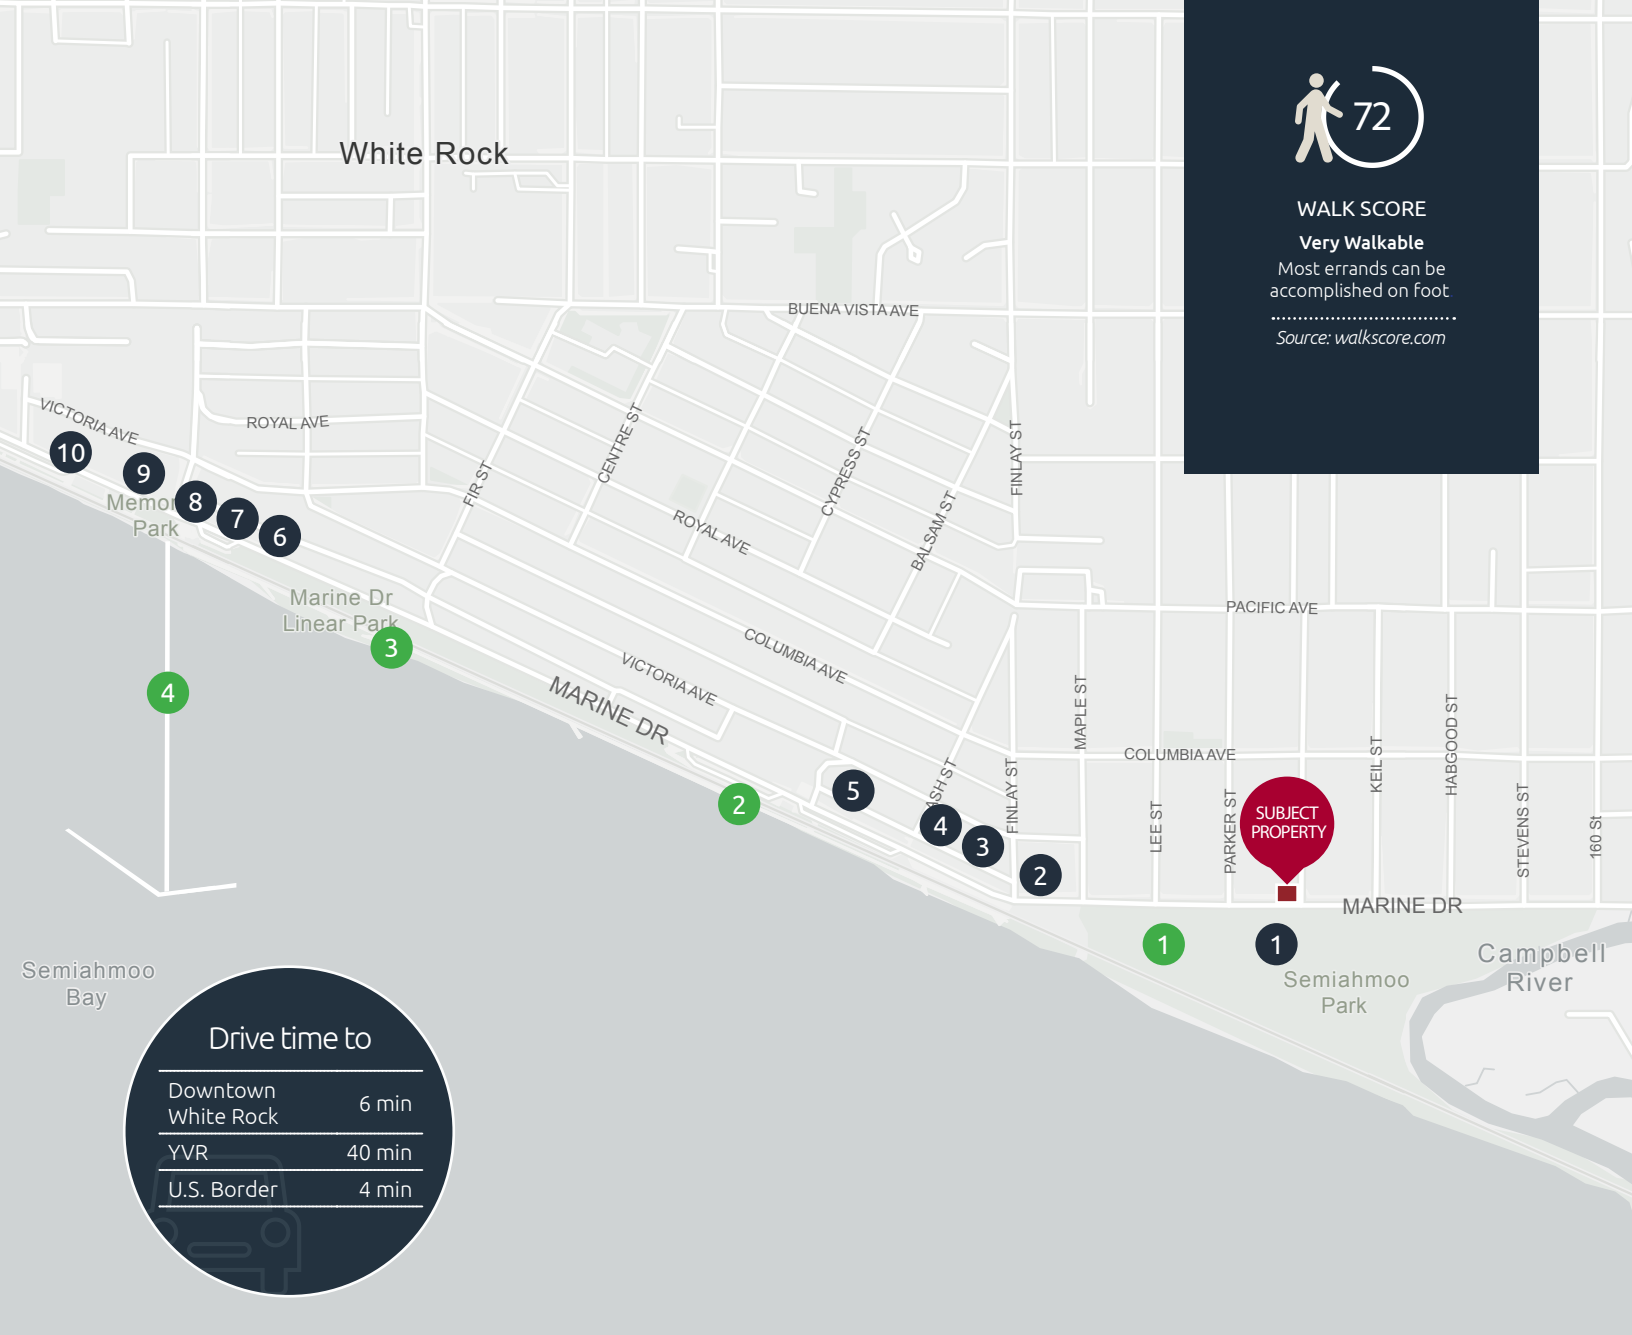 72
WALK SCORE
Very Walkable
Most errands can be
accomplished on foot
Source: walkscore.com
White Rock
BUENA VISTA AVE
VICTORIA AVE
ROYAL AVE
FIR ST
CENTRE ST
CYPRESS ST
BALSAM ST
FINLAY ST
ROYAL AVE
10
9
8
7
6
Memor
Park
Marine Dr
Linear Park
3
4
PACIFIC AVE
COLUMBIA AVE
VICTORIA AVE
MARINE DR
MAPLE ST
COLUMBIA AVE
KEIL ST
HABGOOD ST
2
5
ASH ST
FINLAY ST
4
3
2
LEE ST
PARKER ST
SUBJECT
PROPERTY
STEVENS ST
160 St
MARINE DR
1
1
Semiahmoo
Park
Campbell
River
Semiahmoo
Bay
Drive time to
Downtown
White Rock
6 min
YVR 40 min
U.S. Border 4 min